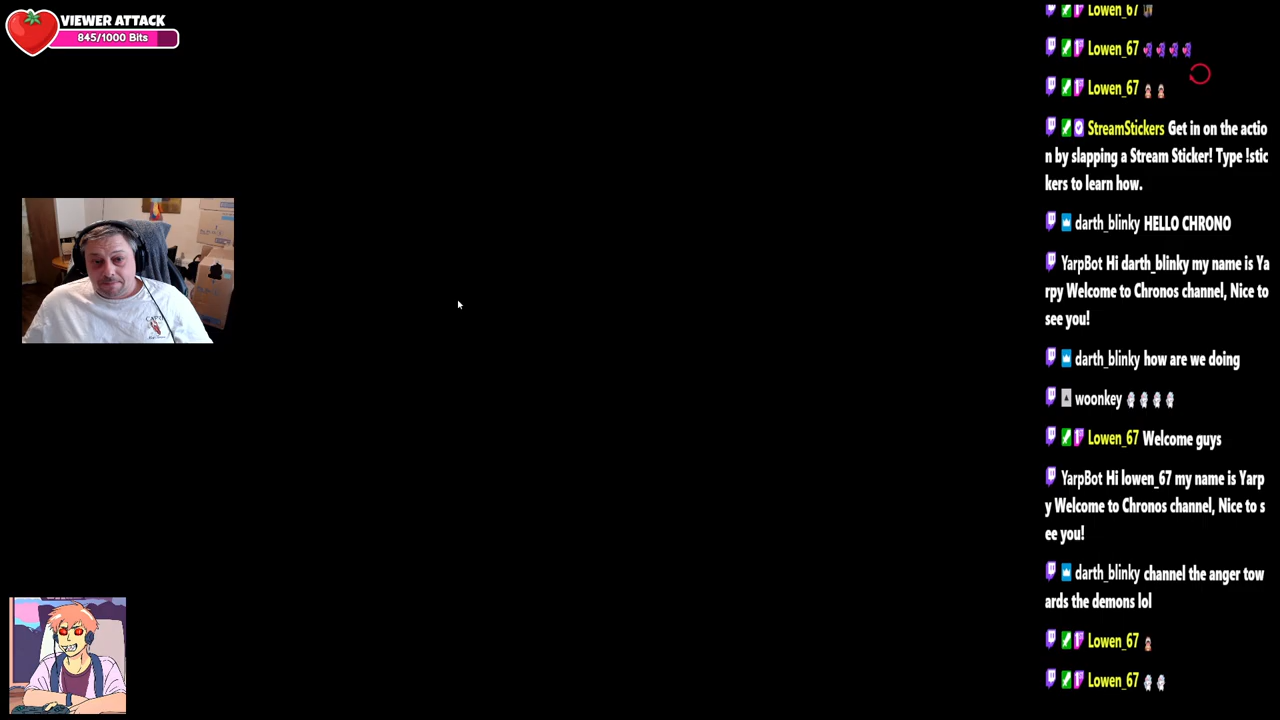 VIEWER ATTACK
845/1000 Bits
Lowen_67
Lowen_67
Lowen_67
StreamStickers Get in on the actio
n by slapping a Stream Sticker! Type !stic
kers to learn how.
darth_blinky HELLO CHRONO
YarpBot Hi darth_blinky my name is Ya
rpy Welcome to Chronos channel, Nice to
see you!
darth_blinky how are we doing
woonkey
Lowen_67 Welcome guys
YarpBot Hi lowen_67 my name is Yarp
y Welcome to Chronos channel, Nice to s
ee you!
darth_blinky channel the anger tow
ards the demons lol
Lowen_67
Lowen_67